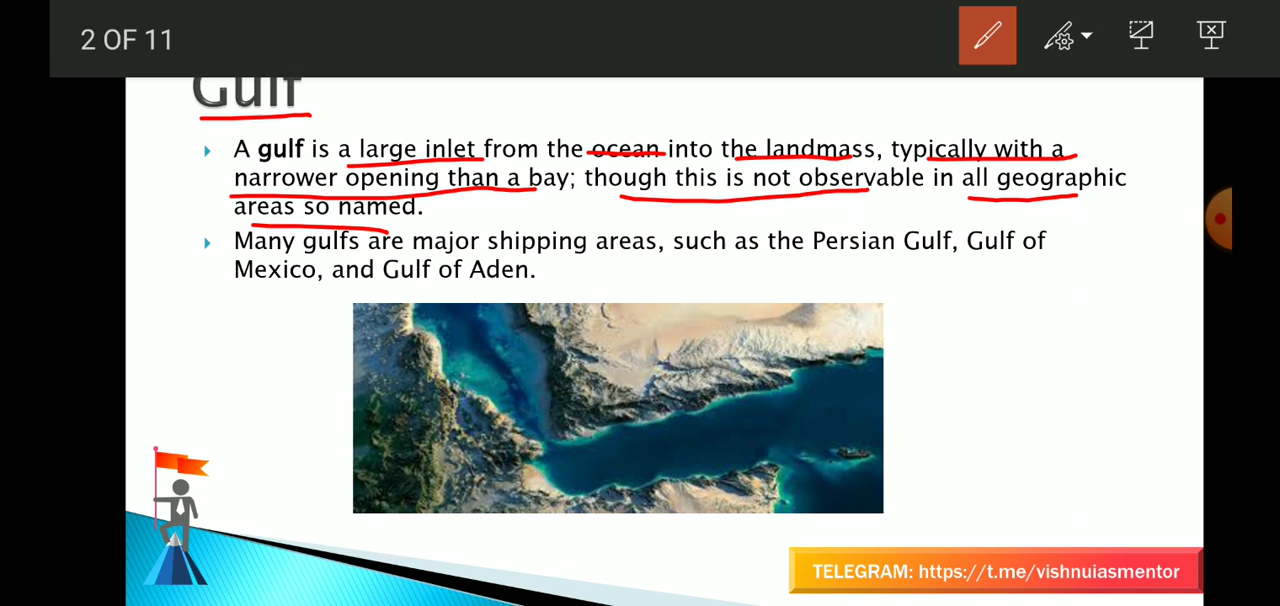 2 OF 11
Gulf
A gulf is a large inlet from the ocean into the landmass, typically with a
narrower opening than a bay; though this is not observable in all geographic
areas so named.
Many gulfs are major shipping areas, such as the Persian Gulf, Gulf of
Mexico, and Gulf of Aden.
TELEGRAM: https://t.me/vishnuiasmentor